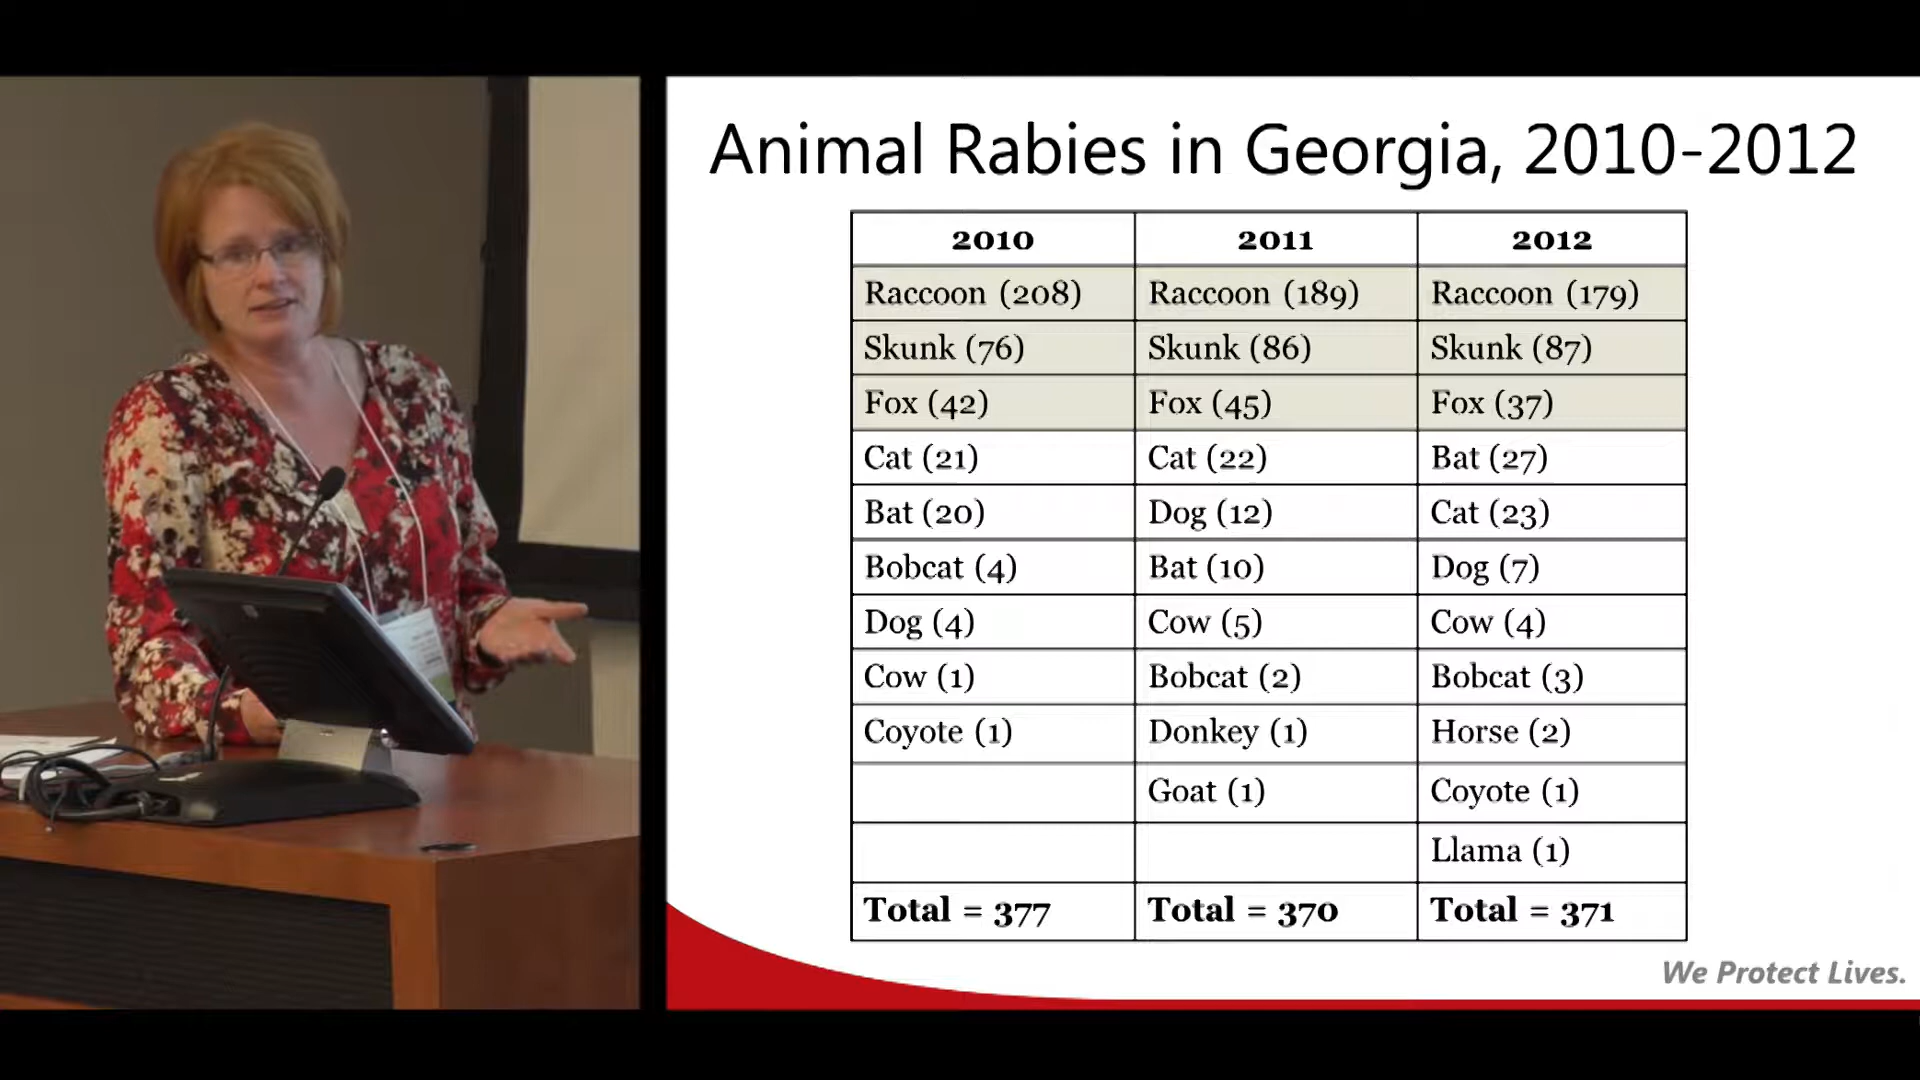 Animal Rabies in Georgia, 2010-2012
2010 2011 2012
Raccoon (208) Raccoon (189) Raccoon (179)
Skunk (76) Skunk (86) Skunk (87)
Fox (42) Fox (45) Fox (37)
Cat (21) Cat (22) Bat (27)
Bat (20) Dog (12) Cat (23)
Bobcat (4) Bat (10) Dog (7)
Dog (4) Cow (5) Cow (4)
Cow (1) Bobcat (2) Bobcat (3)
Coyote (1) Donkey (1) Horse (2)
Goat (1) Coyote (1)
Llama (1)
Total = 377 Total = 370 Total = 371
We Protect Lives.